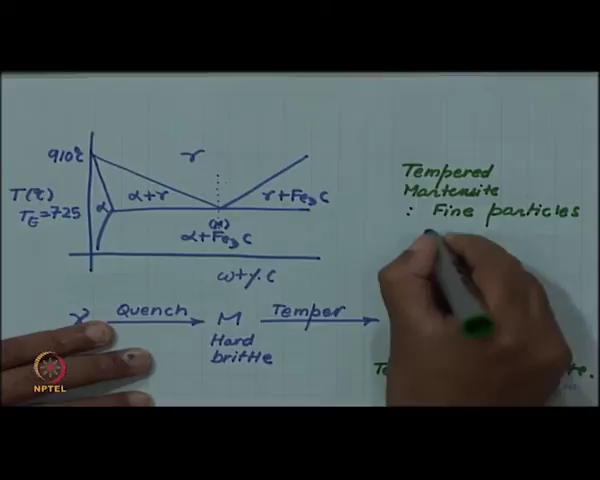 910°C
γ
T(°C)
α+γ
γ+Fe3C
α
TE=725
(M)
α+Fe3C
wt%C
γ Quench M Temper
Hard
brittle
Tempered
Martensite
: Fine particles
NPTEL